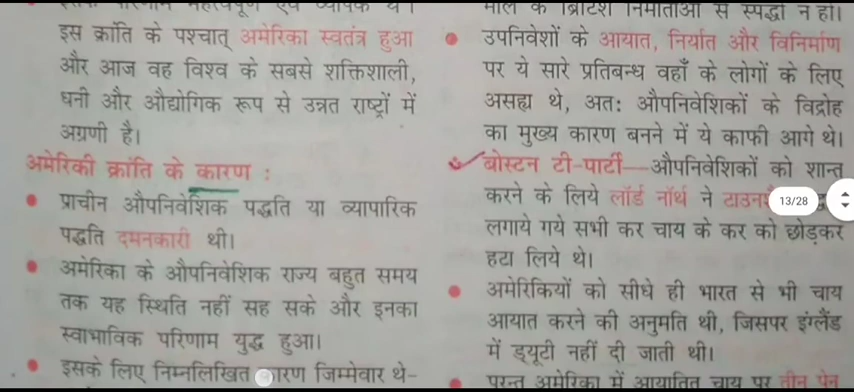 इस क्रांति के पश्चात् अमेरिका स्वतंत्र हुआ
और आज वह विश्व के सबसे शक्तिशाली,
धनी और औद्योगिक रूप से उन्नत राष्ट्रों में
अग्रणी है।
अमेरिकी क्रांति के कारण :
प्राचीन औपनिवेशिक पद्धति या व्यापारिक
पद्धति दमनकारी थी।
अमेरिका के औपनिवेशिक राज्य बहुत समय
तक यह स्थिति नहीं सह सके और इनका
स्वाभाविक परिणाम युद्ध हुआ।
इसके लिए निम्नलिखित कारण जिम्मेवार थे-
माल के ब्रिटिश निर्माताओं से स्पर्द्धा न हो।
उपनिवेशों के आयात, निर्यात और विनिर्माण
पर ये सारे प्रतिबन्ध वहाँ के लोगों के लिए
असह्य थे, अतः औपनिवेशिकों के विद्रोह
का मुख्य कारण बनने में ये काफी आगे थे।
बोस्टन टी-पार्टी—औपनिवेशिकों को शान्त
करने के लिये लॉर्ड नॉर्थ ने
13/28
लगाये गये सभी कर चाय के कर को छोड़कर
हटा लिये थे।
अमेरिकियों को सीधे ही भारत से भी चाय
आयात करने की अनुमति थी, जिसपर इंग्लैंड
में ड्यूटी नहीं दी जाती थी।
परन्तु अमेरिका में आयातित चाय पर तीन पेन